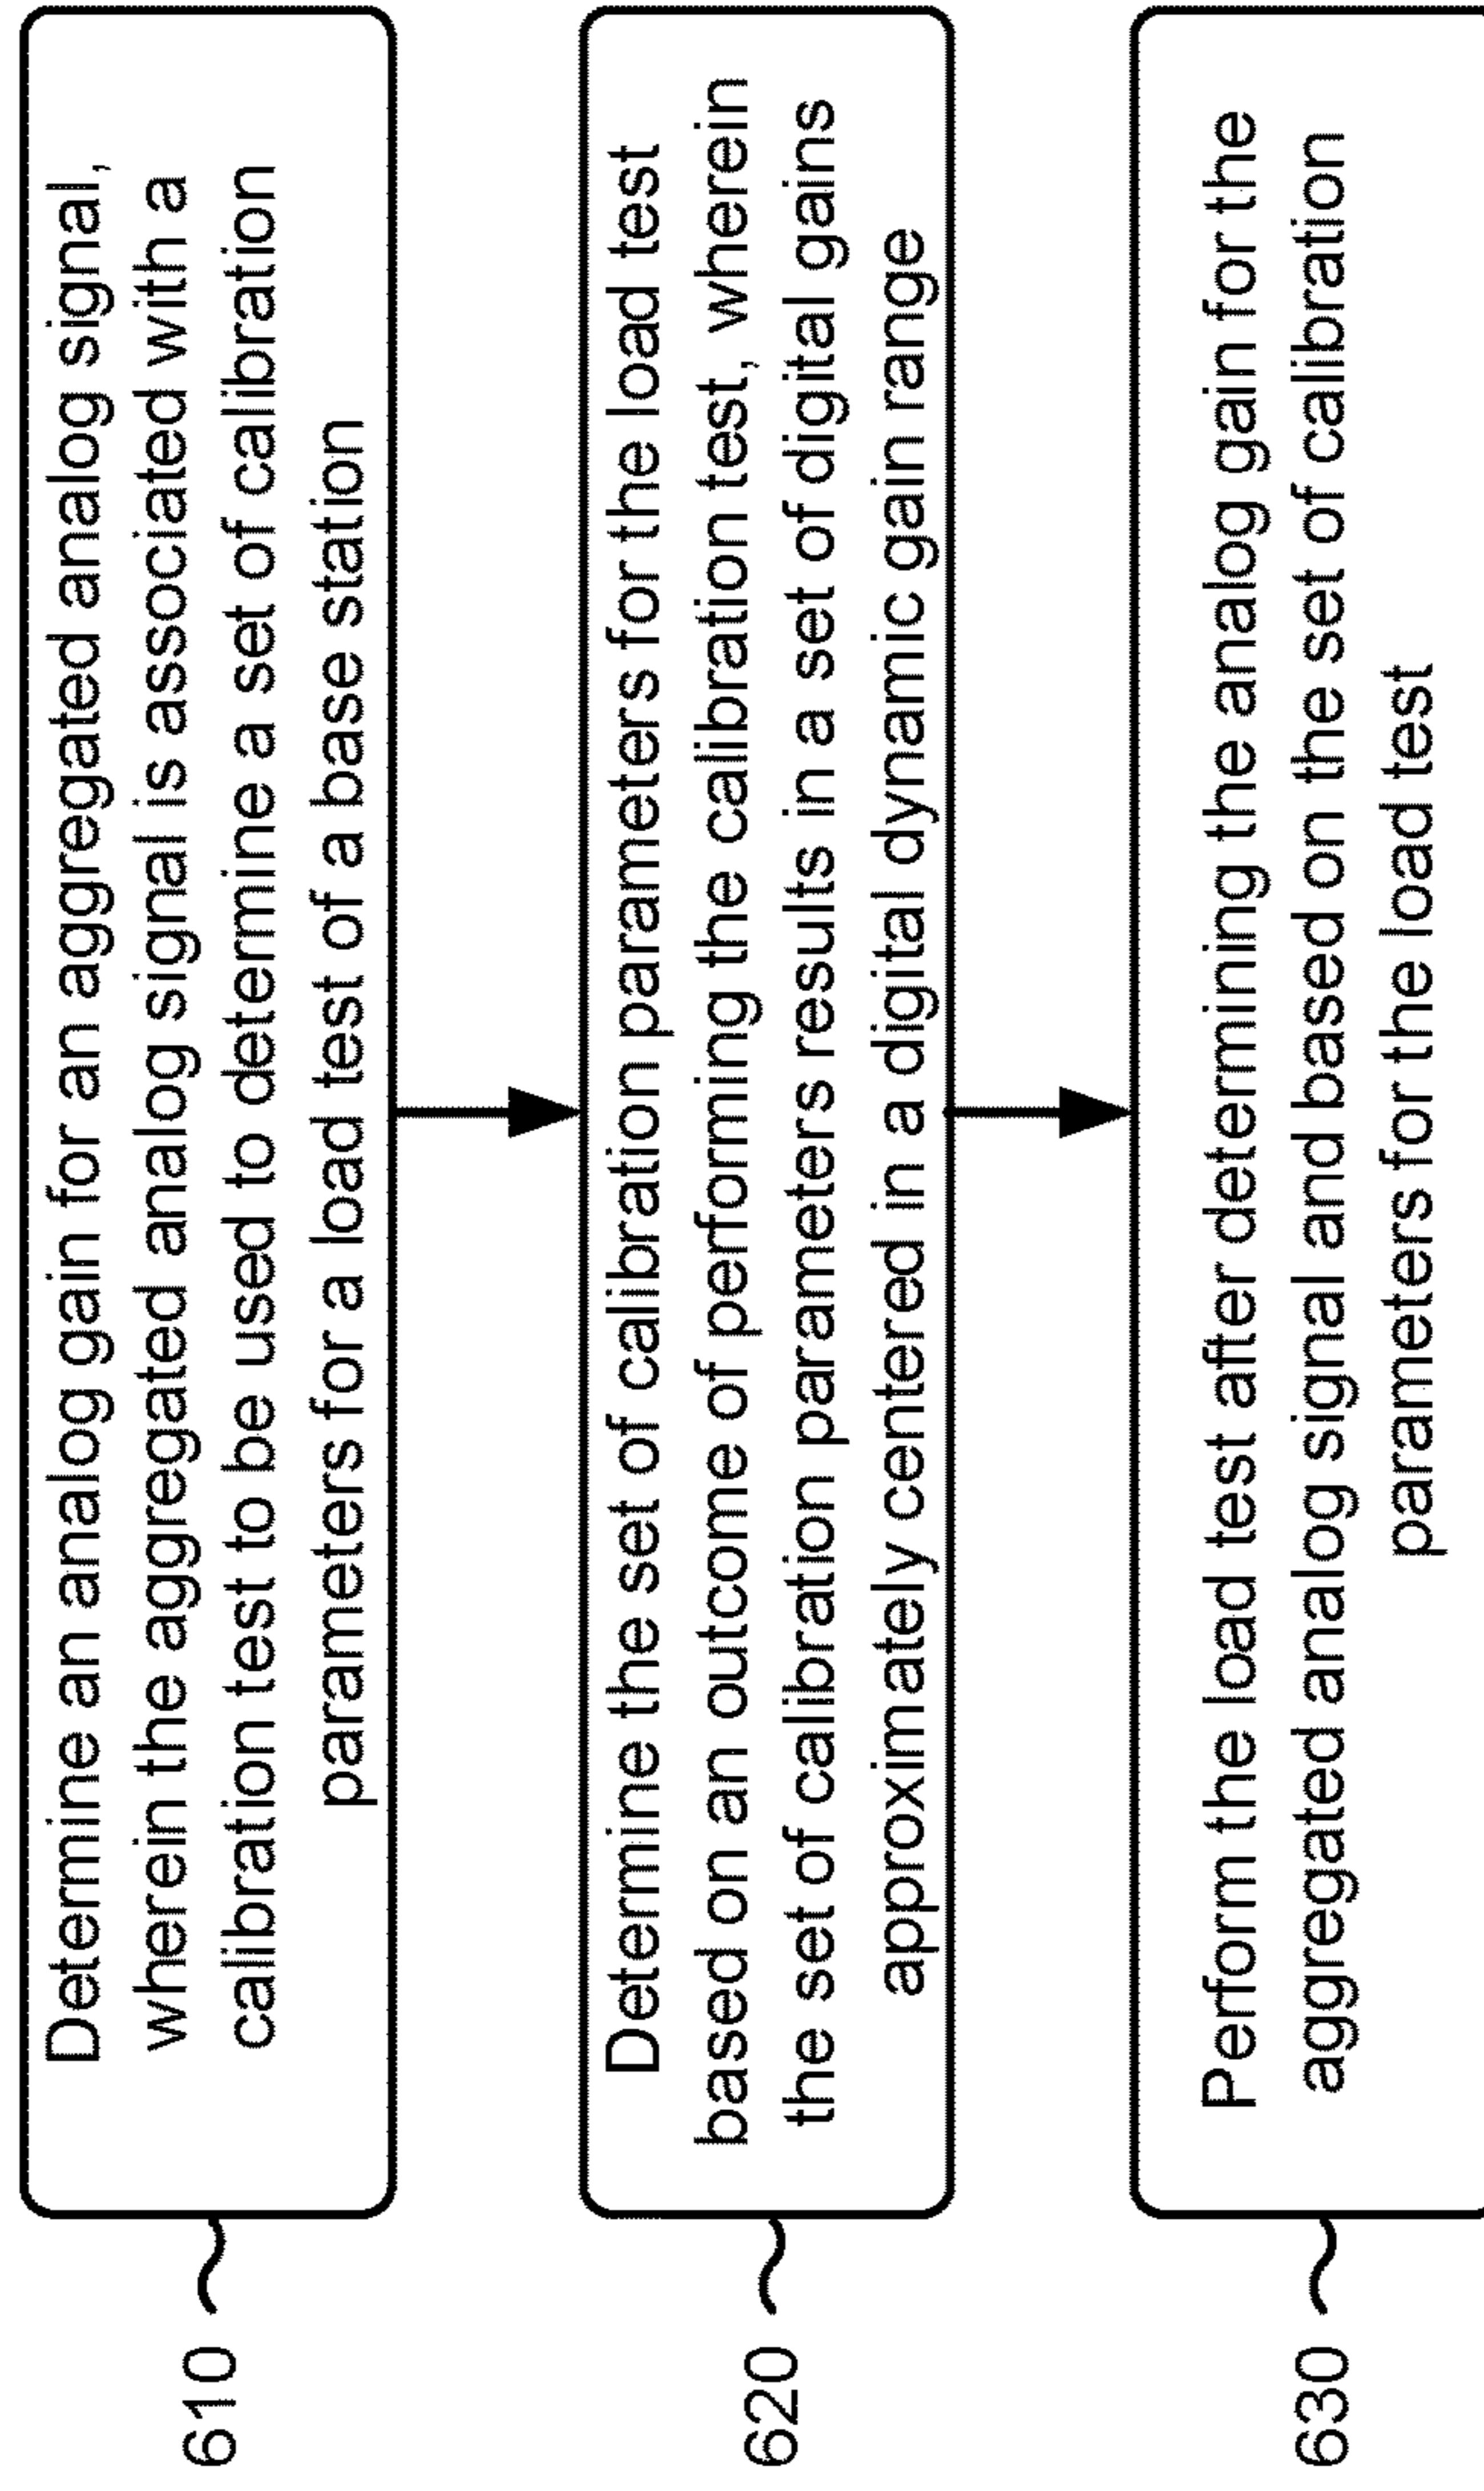 610
Determine an analog gain for an aggregated analog signal,
wherein the aggregated analog signal is associated with a
calibration test to be used to determine a set of calibration
parameters for a load test of a base station
620
Determine the set of calibration parameters for the load test
based on an outcome of performing the calibration test, wherein
the set of calibration parameters results in a set of digital gains
approximately centered in a digital dynamic gain range
630
Perform the load test after determining the analog gain for the
aggregated analog signal and based on the set of calibration
parameters for the load test